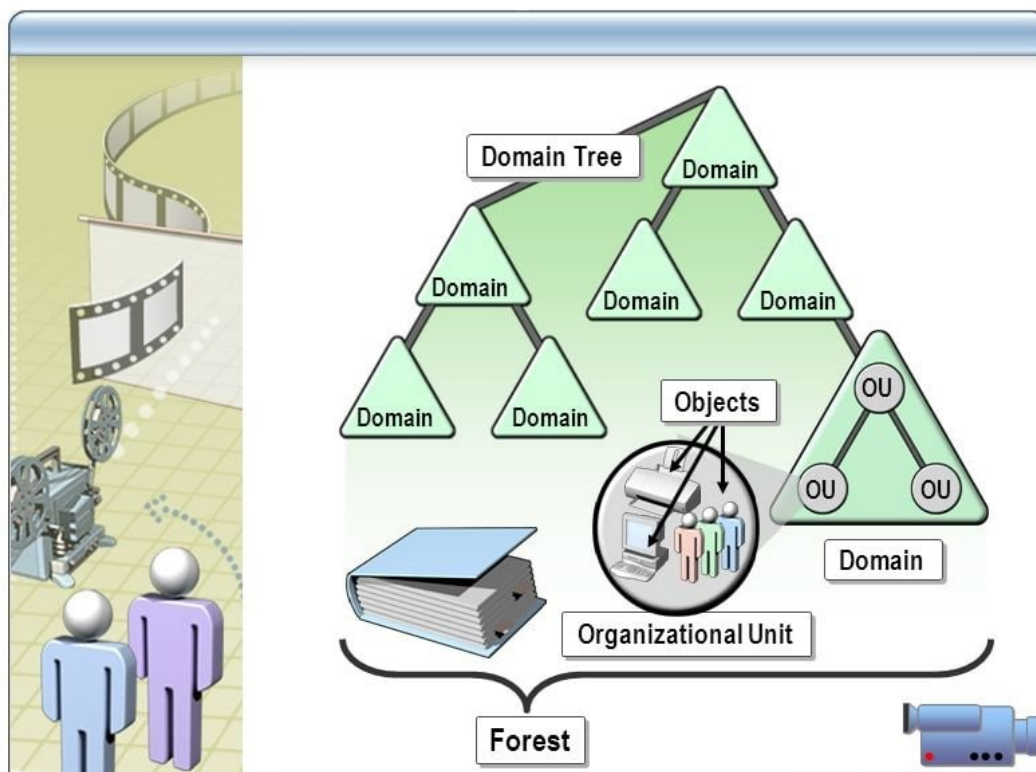 Domain Tree
Domain
Domain
Domain
Domain
Domain
Domain
Objects
OU
OU
OU
Domain
Organizational Unit
Forest